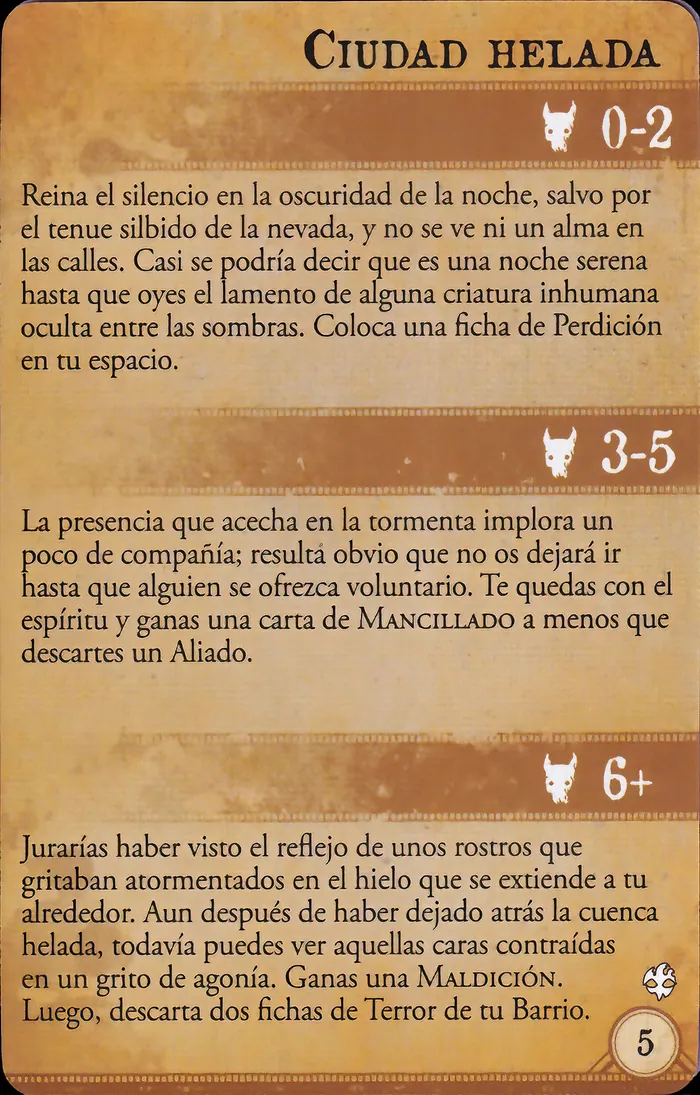 Ciudad helada
0-2
Reina el silencio en la oscuridad de la noche, salvo por
el tenue silbido de la nevada, y no se ve ni un alma en
las calles. Casi se podría decir que es una noche serena
hasta que oyes el lamento de alguna criatura inhumana
oculta entre las sombras. Coloca una ficha de Perdición
en tu espacio.
3-5
La presencia que acecha en la tormenta implora un
poco de compañía; resulta obvio que no os dejará ir
hasta que alguien se ofrezca voluntario. Te quedas con el
espíritu y ganas una carta de Mancillado a menos que
descartes un Aliado.
6+
Jurarías haber visto el reflejo de unos rostros que
gritaban atormentados en el hielo que se extiende a tu
alrededor. Aun después de haber dejado atrás la cuenca
helada, todavía puedes ver aquellas caras contraídas
en un grito de agonía. Ganas una Maldición.
Luego, descarta dos fichas de Terror de tu Barrio.
5